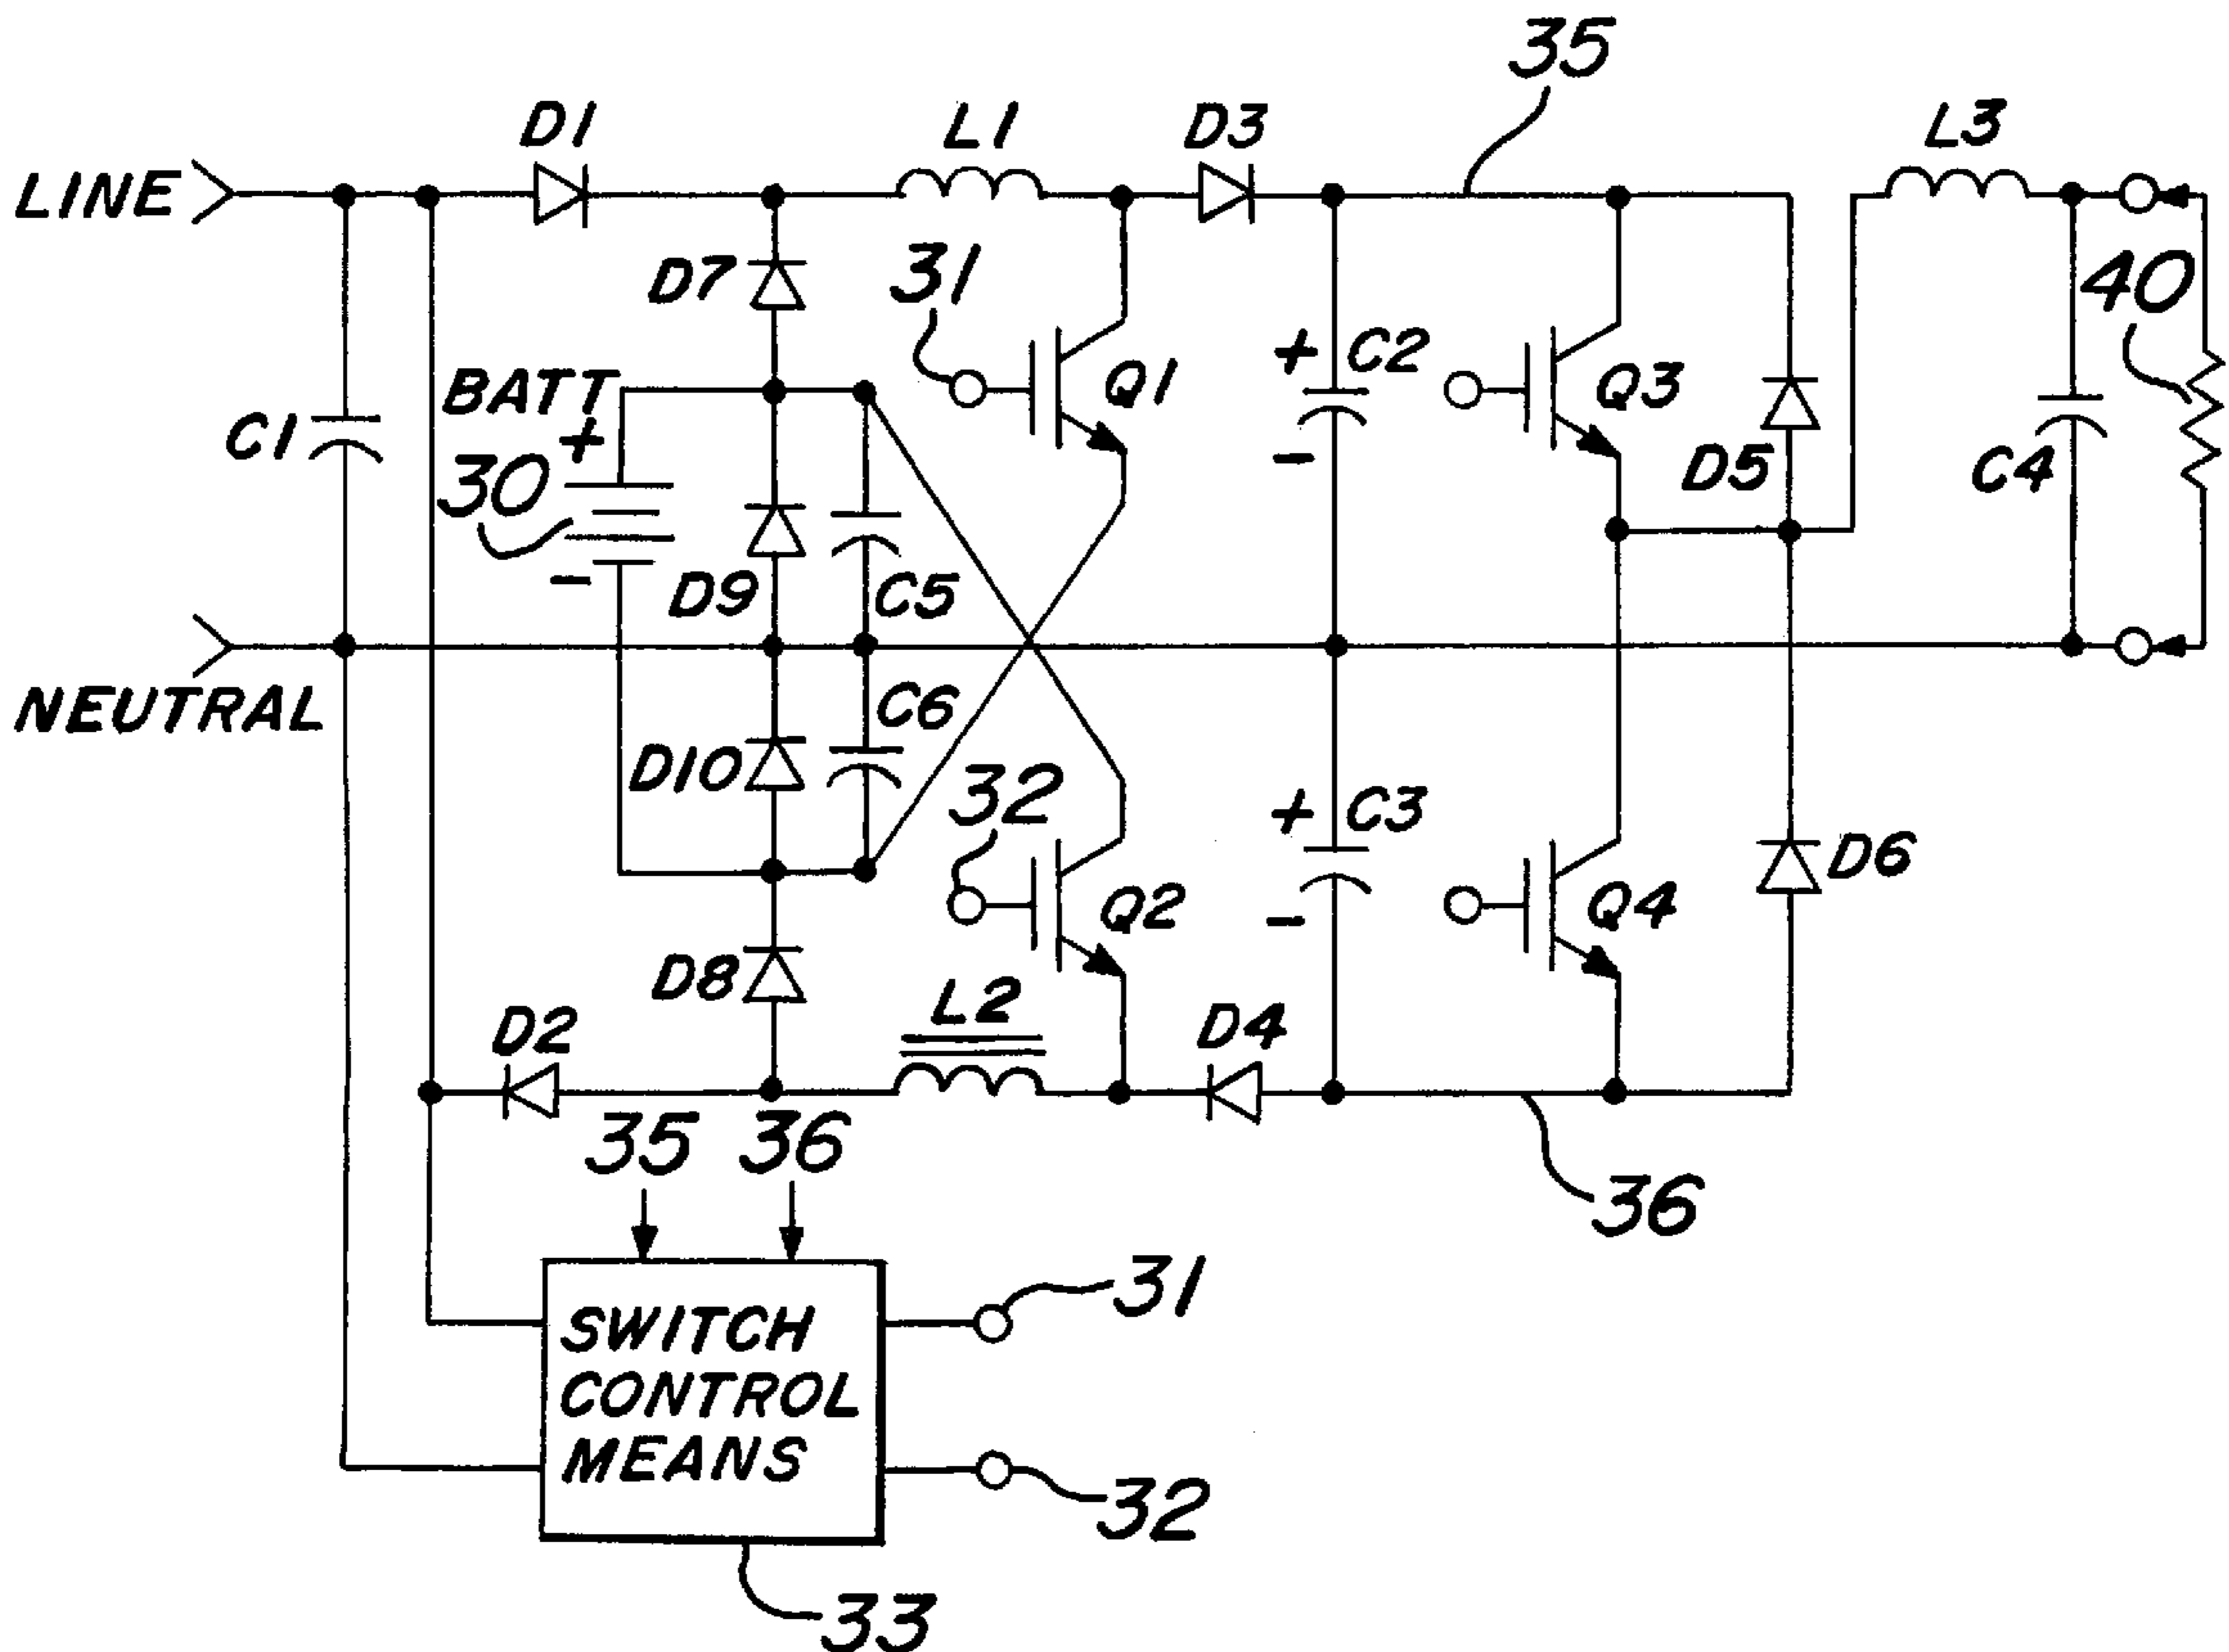 35
D1
L1
D3
L3
LINE
D7
31
40
BATT
+
Q1
+
C2
Q3
C1
30
-
D5
C4
-
D9
C5
NEUTRAL
C6
D10
32
+
C3
D6
Q2
-
Q4
D8
L2
D2
D4
35
36
36
SWITCH
CONTROL
MEANS
31
32
33